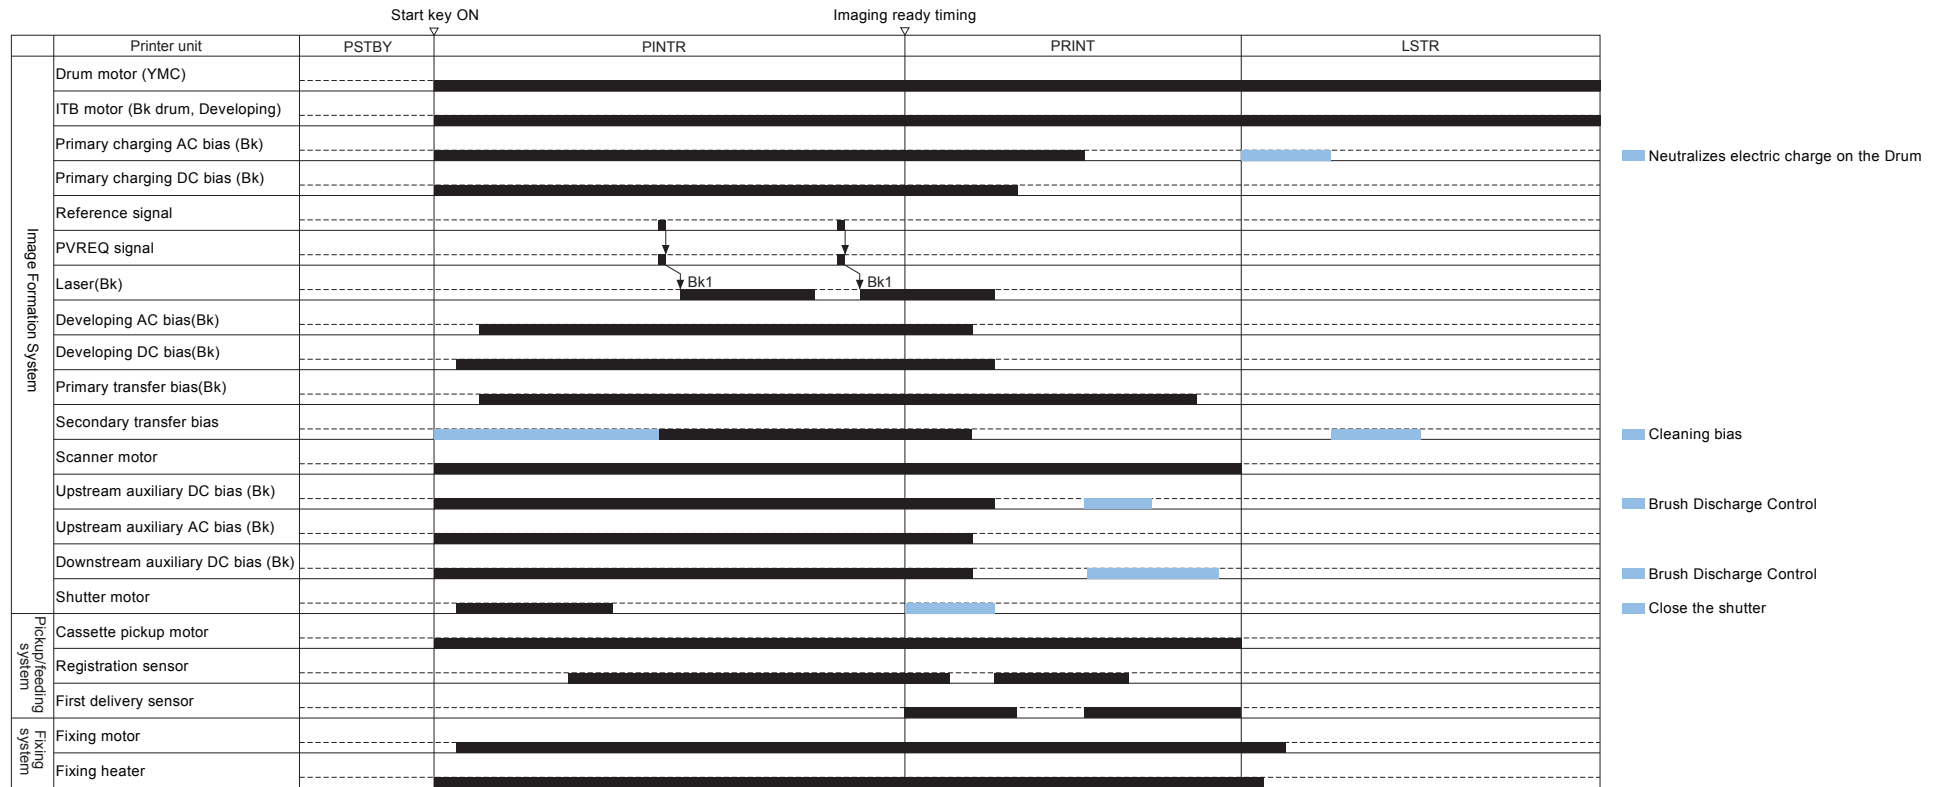 Start key ON
Imaging ready timing
Printer unit
PSTBY
PINTR
PRINT
LSTR
Image Formation System
Drum motor (YMC)
ITB motor (Bk drum, Developing)
Primary charging AC bias (Bk)
Neutralizes electric charge on the Drum
Primary charging DC bias (Bk)
Reference signal
PVREQ signal
Laser(Bk)
Bk1
Bk1
Developing AC bias(Bk)
Developing DC bias(Bk)
Primary transfer bias(Bk)
Secondary transfer bias
Cleaning bias
Scanner motor
Upstream auxiliary DC bias (Bk)
Brush Discharge Control
Upstream auxiliary AC bias (Bk)
Downstream auxiliary DC bias (Bk)
Brush Discharge Control
Shutter motor
Close the shutter
Pickup/feeding
system
Cassette pickup motor
Registration sensor
First delivery sensor
Fixing
system
Fixing motor
Fixing heater